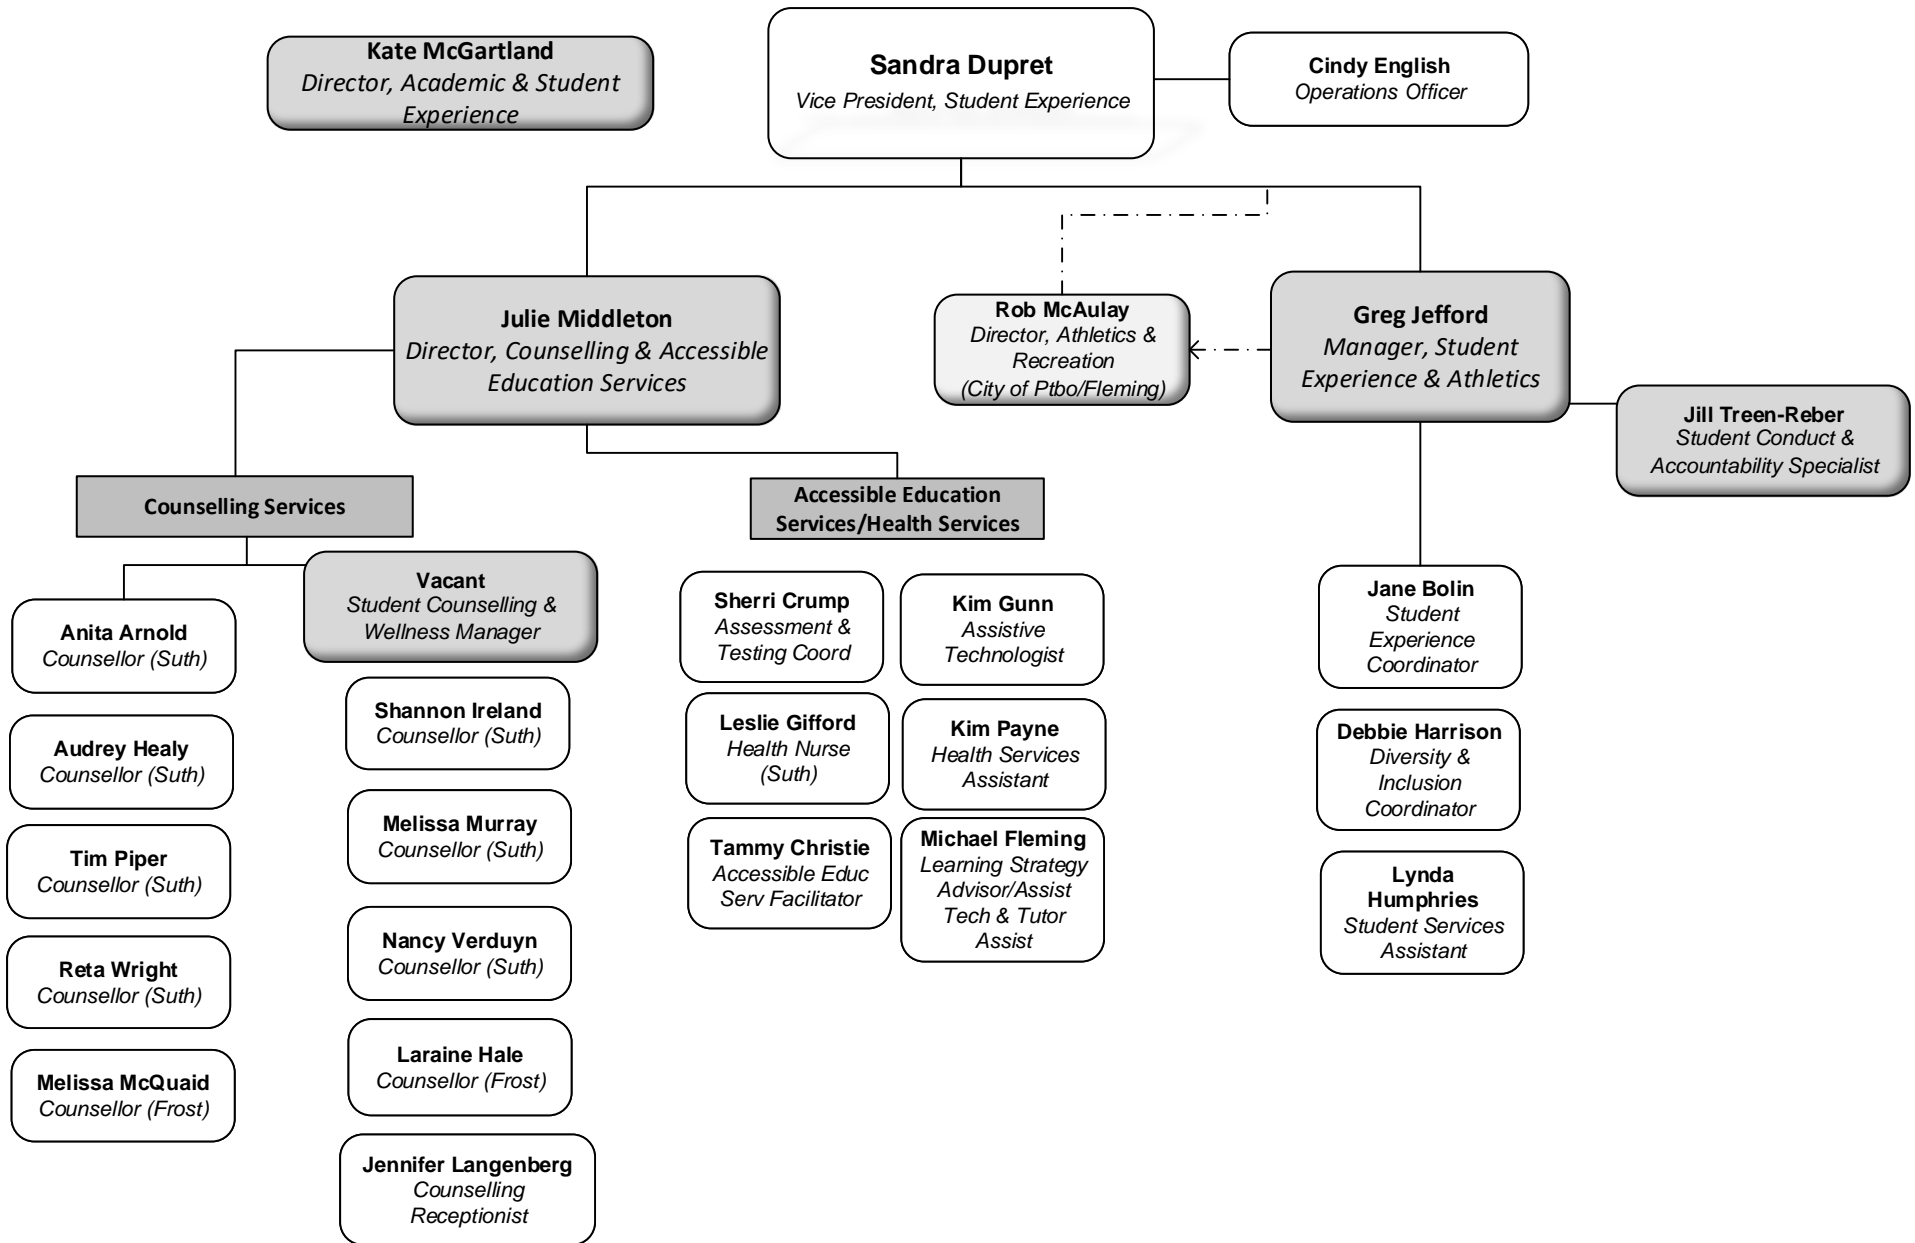 Kate McGartland
Director, Academic & Student
Experience
Sandra Dupret
Vice President, Student Experience
Cindy English
Operations Officer
Julie Middleton
Director, Counselling & Accessible
Education Services
Rob McAulay
Director, Athletics &
Recreation
(City of Ptbo/Fleming)
Greg Jefford
Manager, Student
Experience & Athletics
Jill Treen-Reber
Student Conduct &
Accountability Specialist
Counselling Services
Accessible Education
Services/Health Services
Vacant
Student Counselling &
Wellness Manager
Anita Arnold
Counsellor (Suth)
Audrey Healy
Counsellor (Suth)
Tim Piper
Counsellor (Suth)
Reta Wright
Counsellor (Suth)
Melissa McQuaid
Counsellor (Frost)
Shannon Ireland
Counsellor (Suth)
Melissa Murray
Counsellor (Suth)
Nancy Verduyn
Counsellor (Suth)
Laraine Hale
Counsellor (Frost)
Jennifer Langenberg
Counselling
Receptionist
Sherri Crump
Assessment &
Testing Coord
Leslie Gifford
Health Nurse
(Suth)
Tammy Christie
Accessible Educ
Serv Facilitator
Kim Gunn
Assistive
Technologist
Kim Payne
Health Services
Assistant
Michael Fleming
Learning Strategy
Advisor/Assist
Tech & Tutor
Assist
Jane Bolin
Student
Experience
Coordinator
Debbie Harrison
Diversity &
Inclusion
Coordinator
Lynda
Humphries
Student Services
Assistant